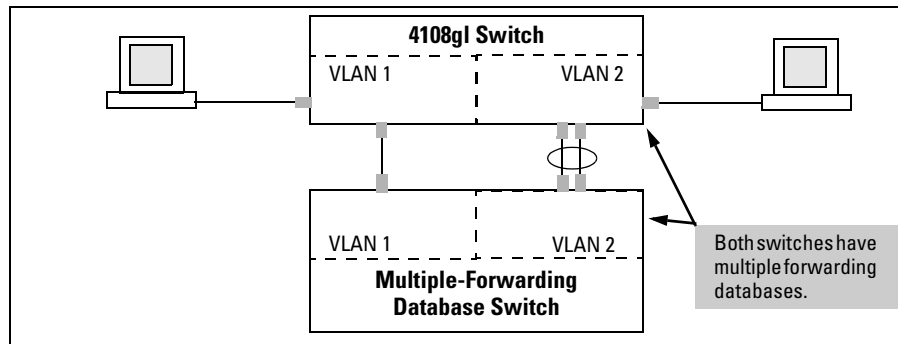 4108gl Switch
VLAN 1
VLAN 2
VLAN 1
VLAN 2
Multiple-Forwarding
Database Switch
Both switches have
multiple forwarding
databases.